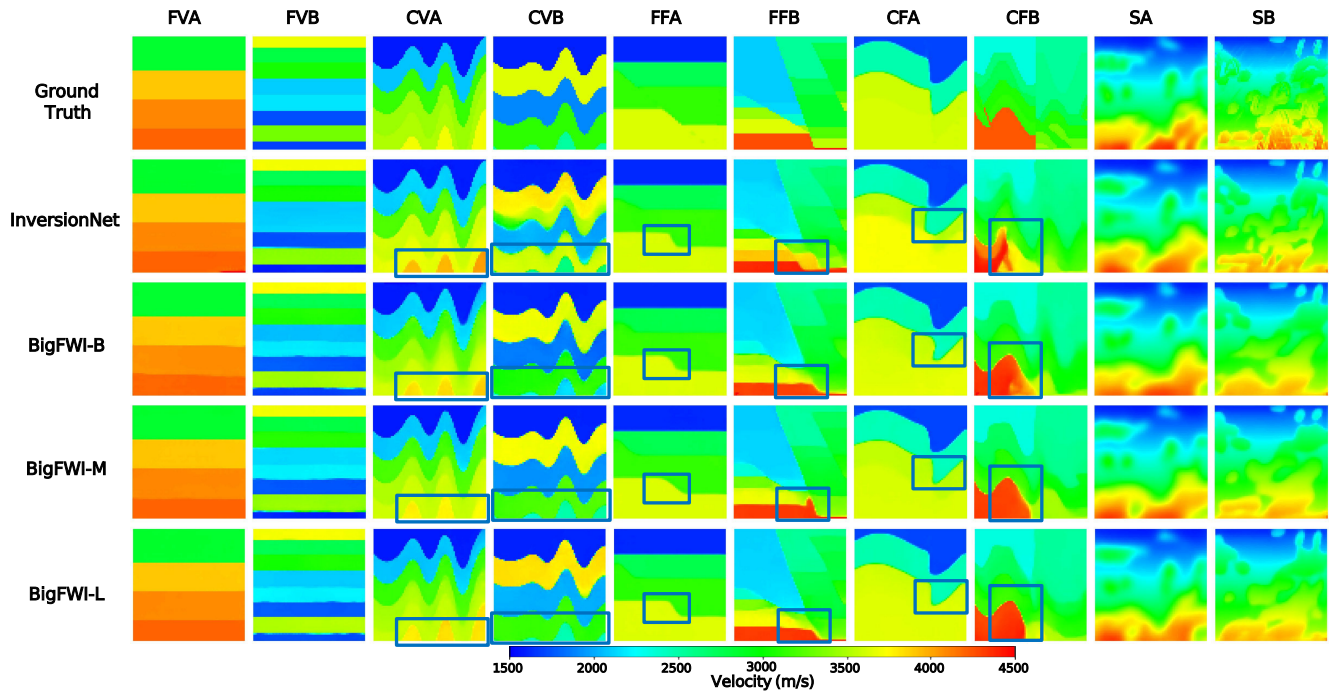 FVA FVB CVA CVB FFA FFB CFA CFB SA SB
Ground
Truth
InversionNet
BigFWI-B
BigFWI-M
BigFWI-L
1500 2000 2500 3000 3500 4000 4500
Velocity (m/s)